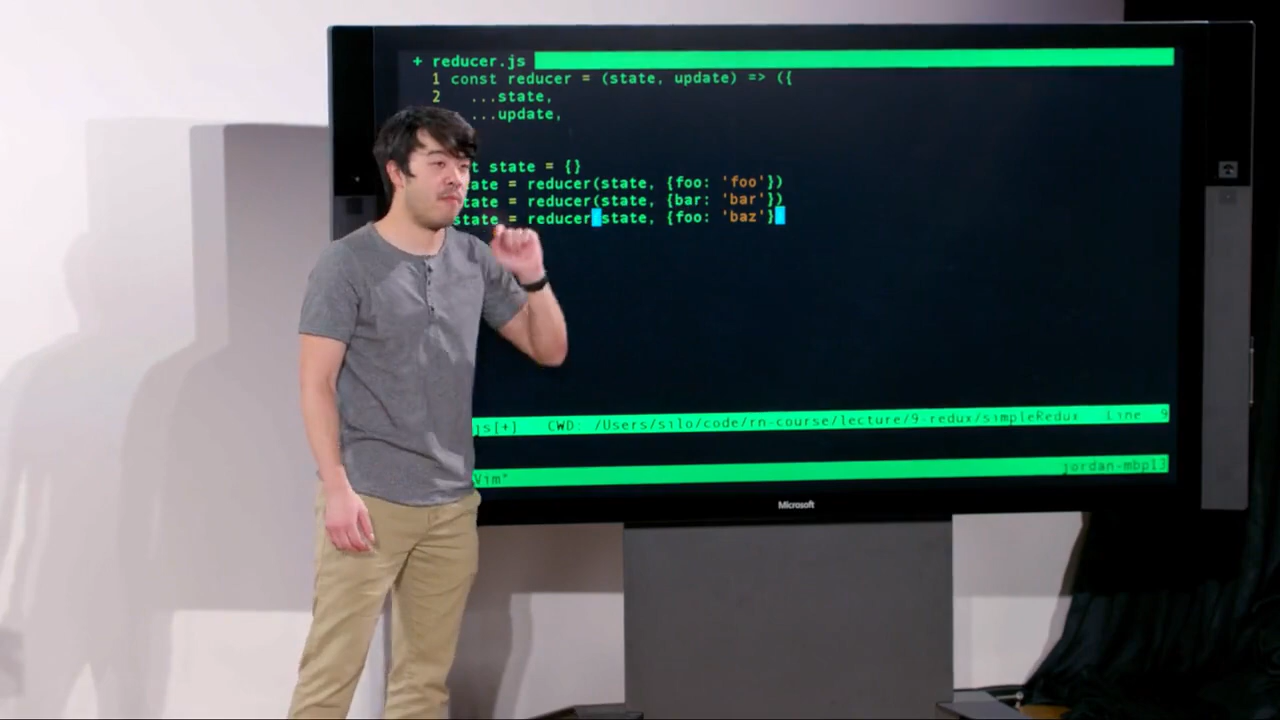 + reducer.js
1 const reducer = (state, update) => ({
2 ...state,
...update,
t state = {}
ate = reducer(state, {foo: 'foo'})
state = reducer(state, {bar: 'bar'})
state = reducer(state, {foo: 'baz'})
js[+] CWD: /Users/silo/code/rn-course/lecture/9-redux/simpleRedux Line 9
Vim"
jordan-mbp13
Microsoft